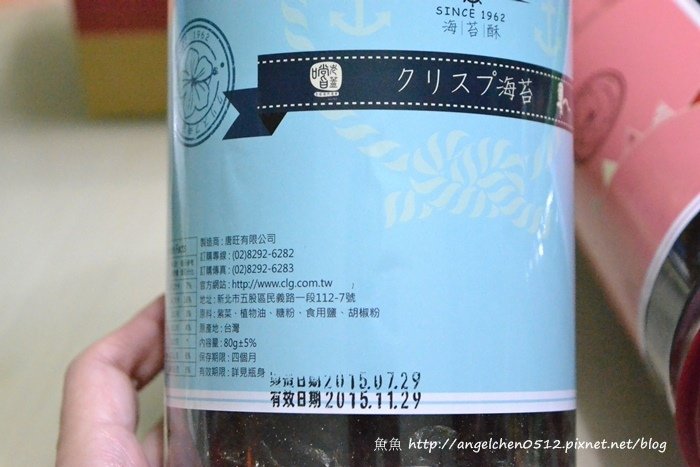 SINCE 1962
海苔酥
クリスプ海苔
1962
製造商:唐旺有限公司
訂購專線:(02)8292-6282
訂購傳真:(02)8292-6283
官方網站:http://www.clg.com.tw
地址:新北市五股區民義路一段112-7號
原料:紫菜、植物油、糖粉、食用鹽、胡椒粉
原產地:台灣
內容量:80g±5%
保存期限:四個月
有效期限:詳見瓶身
製造日期2015.07.29
有效日期2015.11.29
魚魚 http://angelchen0512.pixnet.net/blog